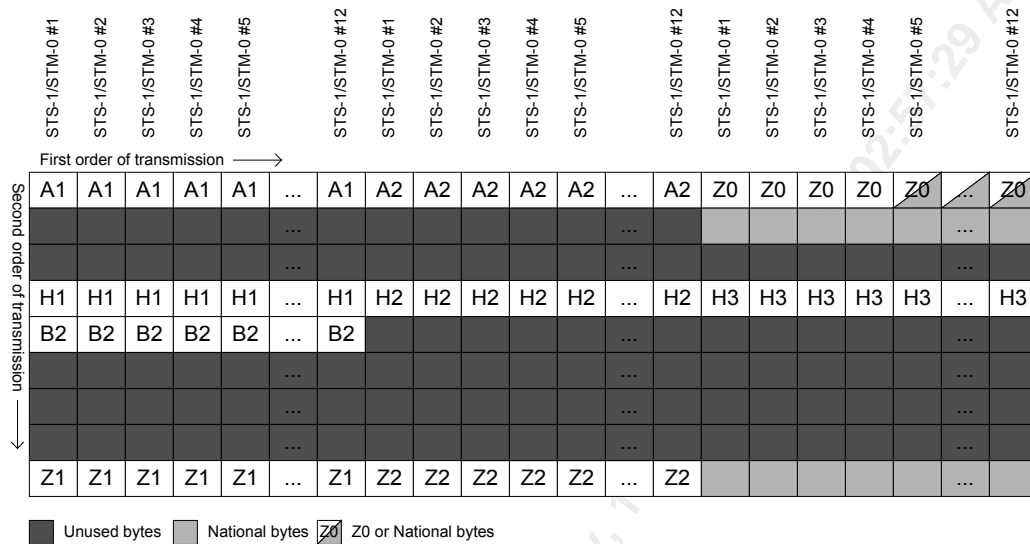 STS-1/STM-0 #1 STS-1/STM-0 #2 STS-1/STM-0 #3 STS-1/STM-0 #4 STS-1/STM-0 #5 STS-1/STM-0 #12 STS-1/STM-0 #1 STS-1/STM-0 #2 STS-1/STM-0 #3 STS-1/STM-0 #4 STS-1/STM-0 #5 STS-1/STM-0 #12 STS-1/STM-0 #1 STS-1/STM-0 #2 STS-1/STM-0 #3 STS-1/STM-0 #4 STS-1/STM-0 #5 STS-1/STM-0 #12
02:57:29 A
First order of transmission
Second order of transmission
A1 A1 A1 A1 A1 ... A1 A2 A2 A2 A2 A2 ... A2 Z0 Z0 Z0 Z0 Z0 ... Z0
... ... ...
... ... ...
H1 H1 H1 H1 H1 ... H1 H2 H2 H2 H2 H2 ... H2 H3 H3 H3 H3 H3 ... H3
B2 B2 B2 B2 B2 ... B2 ... ...
... ... ...
... ... ...
... ... ...
Z1 Z1 Z1 Z1 Z1 ... Z1 Z2 Z2 Z2 Z2 Z2 ... Z2 ...
Unused bytes National bytes Z0 Z0 or National bytes